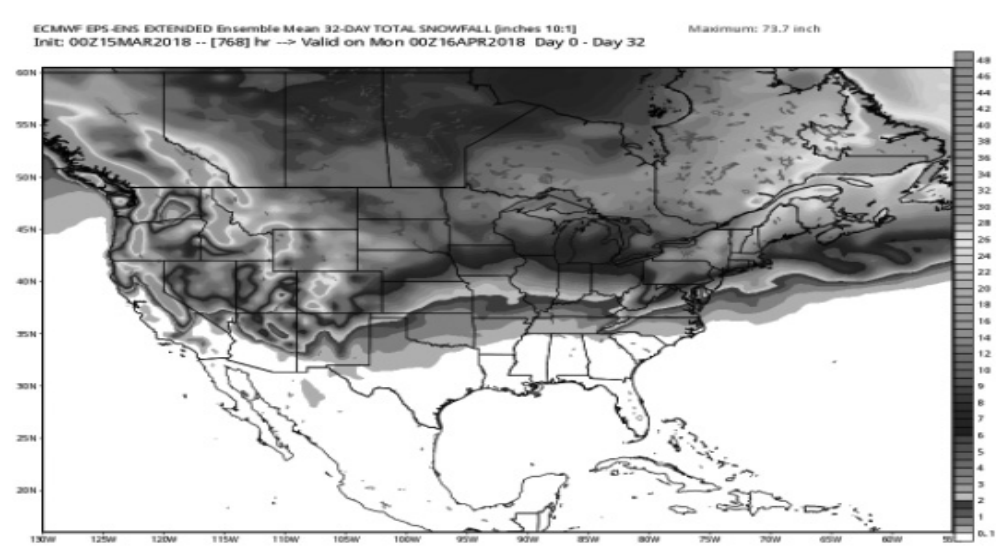 ECMWF EPS-ENS EXTENDED Ensemble Mean 32-DAY TOTAL SNOWFALL [inches 10:1]
Maximum: 73.7 inch
Init: 00Z15MAR2018 -- [768] hr --> Valid on Mon 00Z16APR2018 Day 0 - Day 32
60N
55N
50N
45N
40N
35N
30N
25N
20N
130W 125W 120W 115W 110W 105W 100W 95W 90W 85W 80W 75W 70W 65W 60W
48
46
44
42
40
38
36
34
32
30
28
26
24
22
20
18
16
14
12
10
9
8
7
6
5
4
3
2
1
0.1